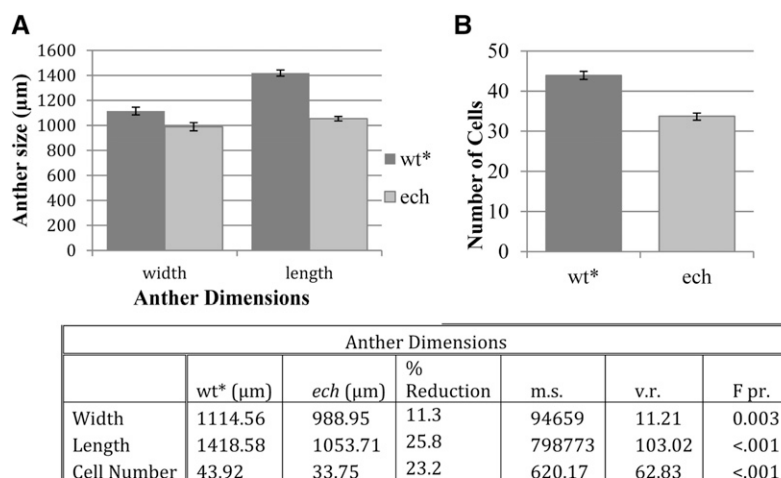 A
1600
1400
1200
1000
800
600
400
200
0
Anther size (µm)
width
length
Anther Dimensions
wt*
ech
B
50
40
30
20
10
0
Number of Cells
wt*
ech
Anther Dimensions
wt* (µm) ech (µm) % Reduction m.s. v.r. F pr.
Width 1114.56 988.95 11.3 94659 11.21 0.003
Length 1418.58 1053.71 25.8 798773 103.02 <.001
Cell Number 43.92 33.75 23.2 620.17 62.83 <.001